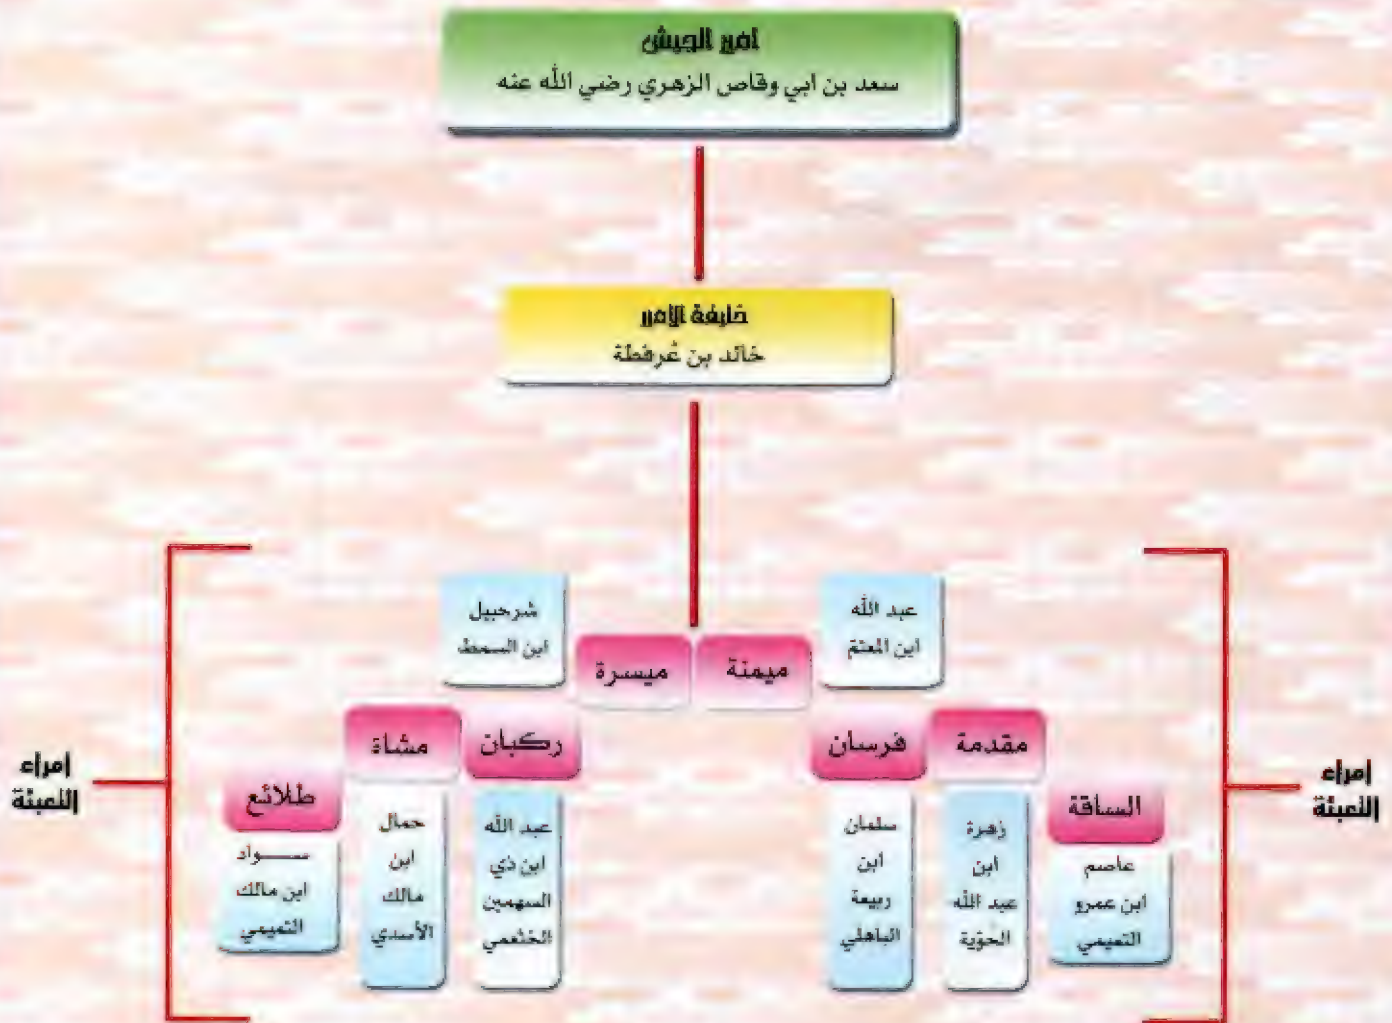 امير الجيش
سعد بن ابي وقاص الزهري رضي الله عنه
خليفة الامير
خالد بن عُرفطة
عبد الله
ابن المعتم
ميمنة
ميسرة
شرحبيل
ابن السمط
امراء
التعبئة
الساقة
عاصم
ابن عمرو
التميمي
مقدمة
زهرة
ابن
عبد الله
الحؤية
فرسان
سلمان
ابن
ربيعة
الباهلي
ركبان
عبد الله
ابن ذي
السهمين
الخثعمي
مشاة
حمال
ابن
مالك
الأسدي
طلائع
ســـواد
ابن مالك
التميمي
امراء
التعبئة